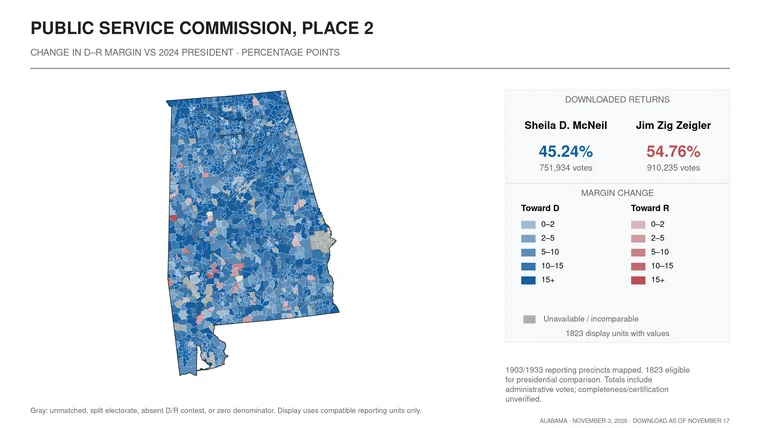 PUBLIC SERVICE COMMISSION, PLACE 2
CHANGE IN D–R MARGIN VS 2024 PRESIDENT · PERCENTAGE POINTS
DOWNLOADED RETURNS
Sheila D. McNeil Jim Zig Zeigler
45.24% 54.76%
751,934 votes 910,235 votes
MARGIN CHANGE
Toward D Toward R
0–2 0–2
2–5 2–5
5–10 5–10
10–15 10–15
15+ 15+
Unavailable / incomparable
1823 display units with values
1903/1933 reporting precincts mapped. 1823 eligible
for presidential comparison. Totals include
administrative votes; completeness/certification
unverified.
Gray: unmatched, split electorate, absent D/R contest, or zero denominator. Display uses compatible reporting units only.
ALABAMA · NOVEMBER 3, 2026 · DOWNLOAD AS OF NOVEMBER 17